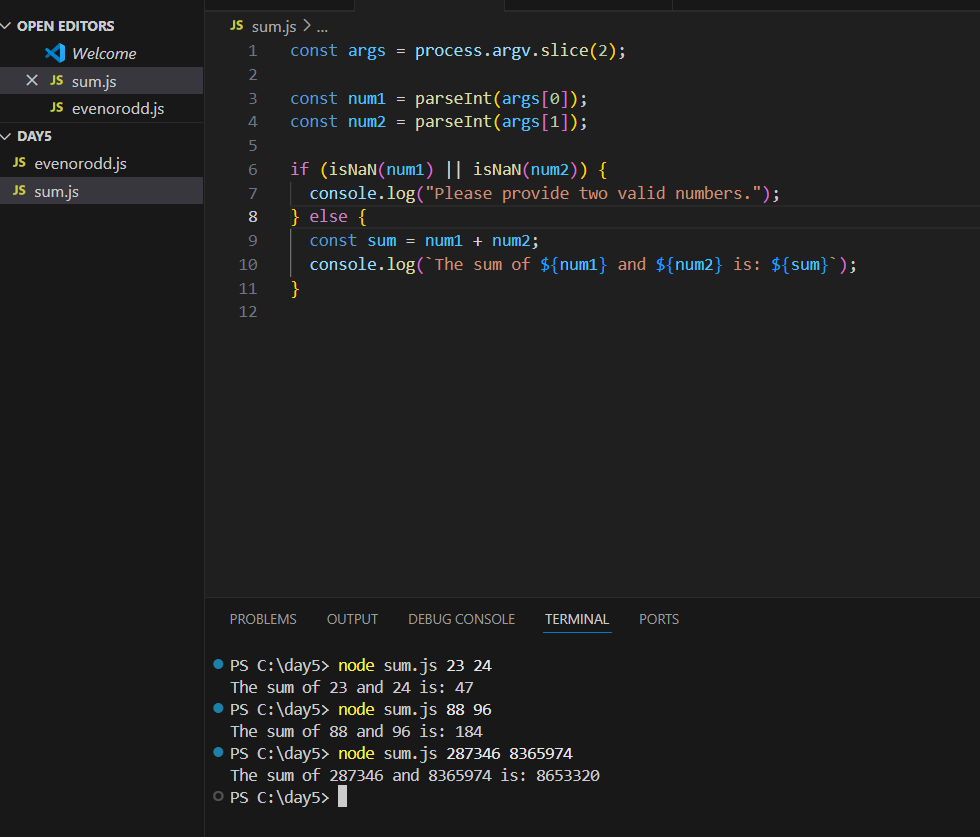 OPEN EDITORS
Welcome
JS sum.js
JS evenorodd.js
DAY5
JS evenorodd.js
JS sum.js
JS sum.js > ...
1 const args = process.argv.slice(2);
2
3 const num1 = parseInt(args[0]);
4 const num2 = parseInt(args[1]);
5
6 if (isNaN(num1) || isNaN(num2)) {
7 console.log("Please provide two valid numbers.");
8 } else {
9 const sum = num1 + num2;
10 console.log(`The sum of ${num1} and ${num2} is: ${sum}`);
11 }
12
PROBLEMS OUTPUT DEBUG CONSOLE TERMINAL PORTS
PS C:\day5> node sum.js 23 24
The sum of 23 and 24 is: 47
PS C:\day5> node sum.js 88 96
The sum of 88 and 96 is: 184
PS C:\day5> node sum.js 287346 8365974
The sum of 287346 and 8365974 is: 8653320
PS C:\day5>